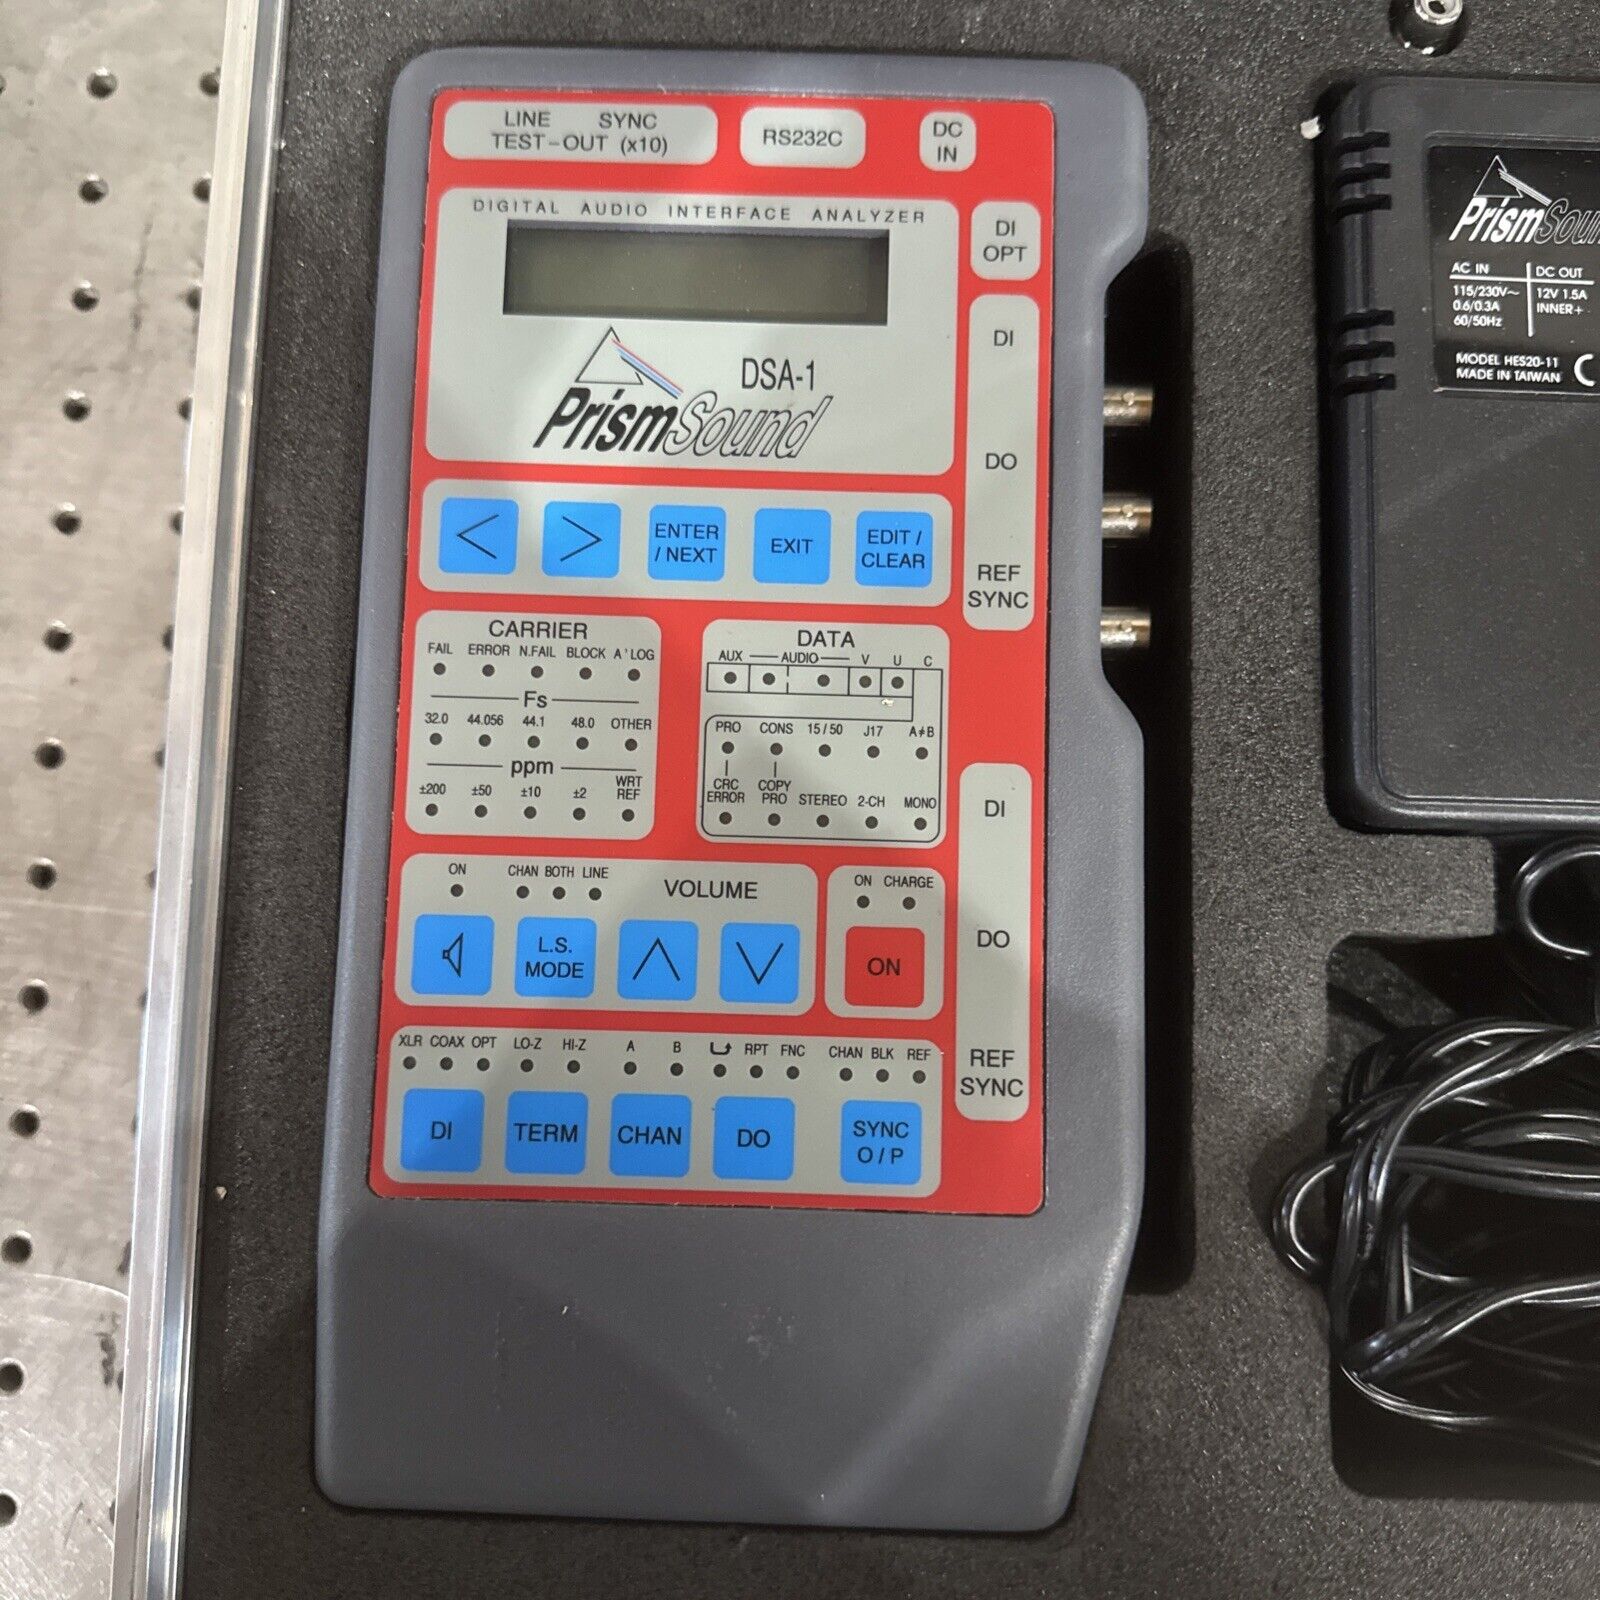 LINE SYNC
TEST-OUT (x10)
RS232C
DC
IN
DIGITAL AUDIO INTERFACE ANALYZER
DI
OPT
DSA-1
PrismSound
DI
DO
REF
SYNC
< >
ENTER
/ NEXT
EXIT
EDIT /
CLEAR
CARRIER
FAIL ERROR N.FAIL BLOCK A'LOG
Fs
32.0 44.056 44.1 48.0 OTHER
ppm
±200 ±50 ±10 ±2 WRT
REF
DATA
AUX AUDIO V U C
PRO CONS 15/50 J17 A≠B
CRC
ERROR
COPY
PRO
STEREO 2-CH MONO
DI
DO
REF
SYNC
ON
CHAN BOTH LINE
VOLUME
L.S.
MODE
ON CHARGE
ON
XLR COAX OPT LO-Z HI-Z A B RPT FNC CHAN BLK REF
DI
TERM
CHAN
DO
SYNC
O/P
PrismSoun
AC IN DC OUT
115/230V~ 12V 1.5A
0.6/0.3A INNER+
60/50Hz
MODEL HES20-11
MADE IN TAIWAN